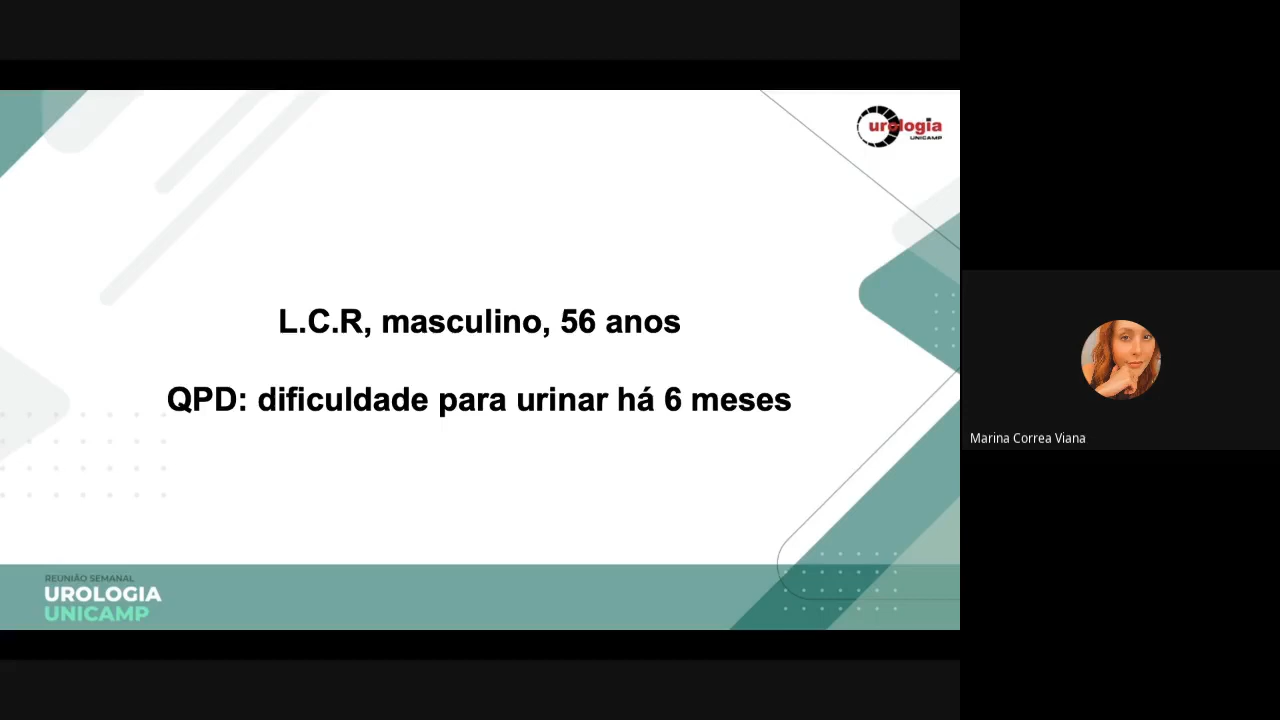 urologia
UNICAMP
L.C.R, masculino, 56 anos
QPD: dificuldade para urinar há 6 meses
Marina Correa Viana
REUNIÃO SEMANAL
UROLOGIA
UNICAMP